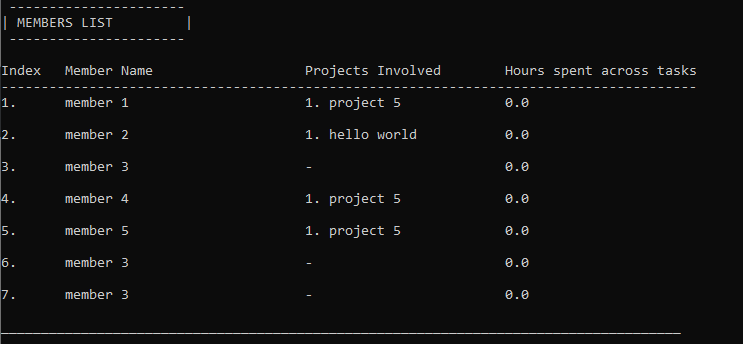 ----------------------
| MEMBERS LIST         |
----------------------
Index   Member Name                   Projects Involved        Hours spent across tasks
---------------------------------------------------------------------------------------
1.      member 1                      1. project 5             0.0
2.      member 2                      1. hello world           0.0
3.      member 3                      -                        0.0
4.      member 4                      1. project 5             0.0
5.      member 5                      1. project 5             0.0
6.      member 3                      -                        0.0
7.      member 3                      -                        0.0
_____________________________________________________________________________________